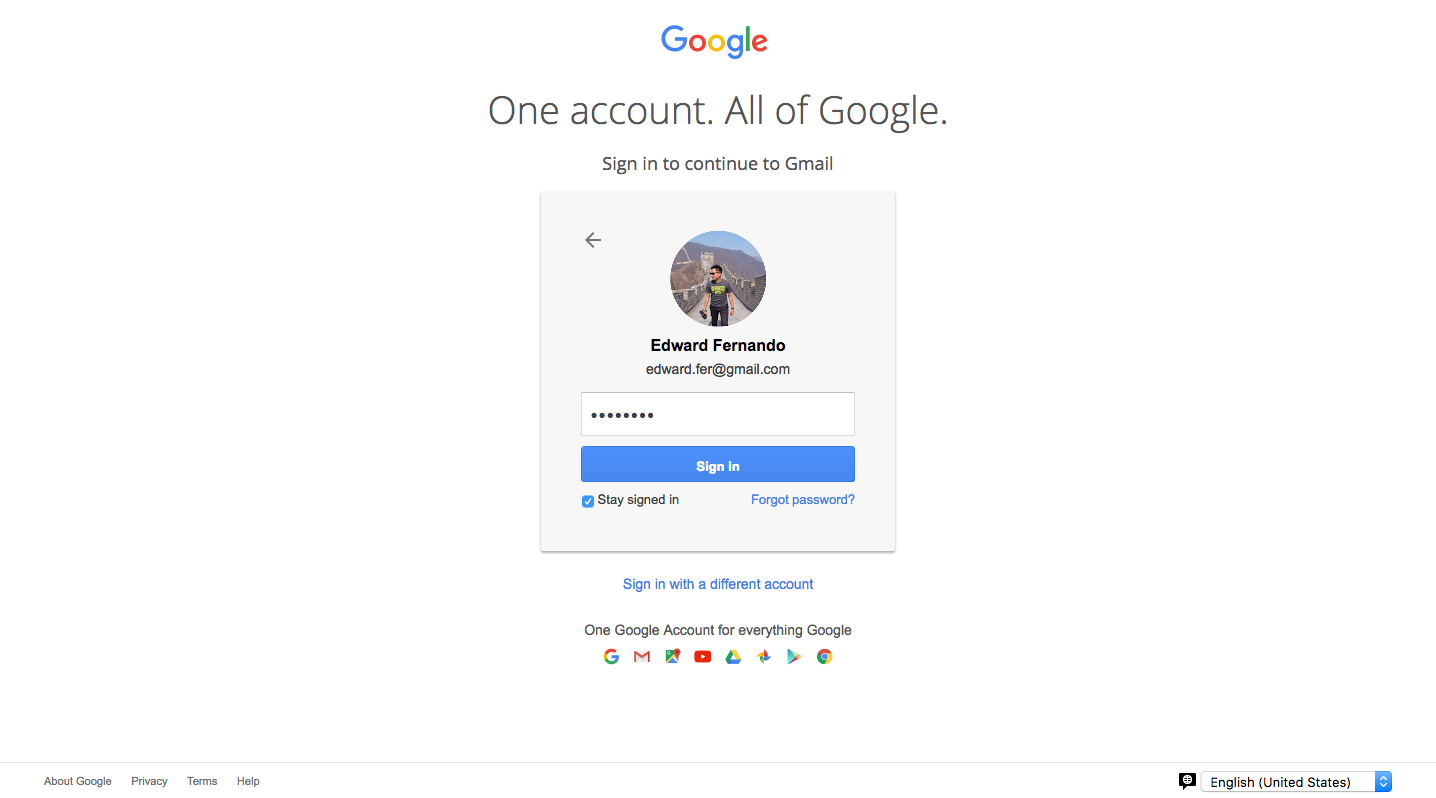 Google
One account. All of Google.
Sign in to continue to Gmail
Edward Fernando
edward.fer@gmail.com
••••••••
Sign in
Stay signed in Forgot password?
Sign in with a different account
One Google Account for everything Google
About Google Privacy Terms Help English (United States)